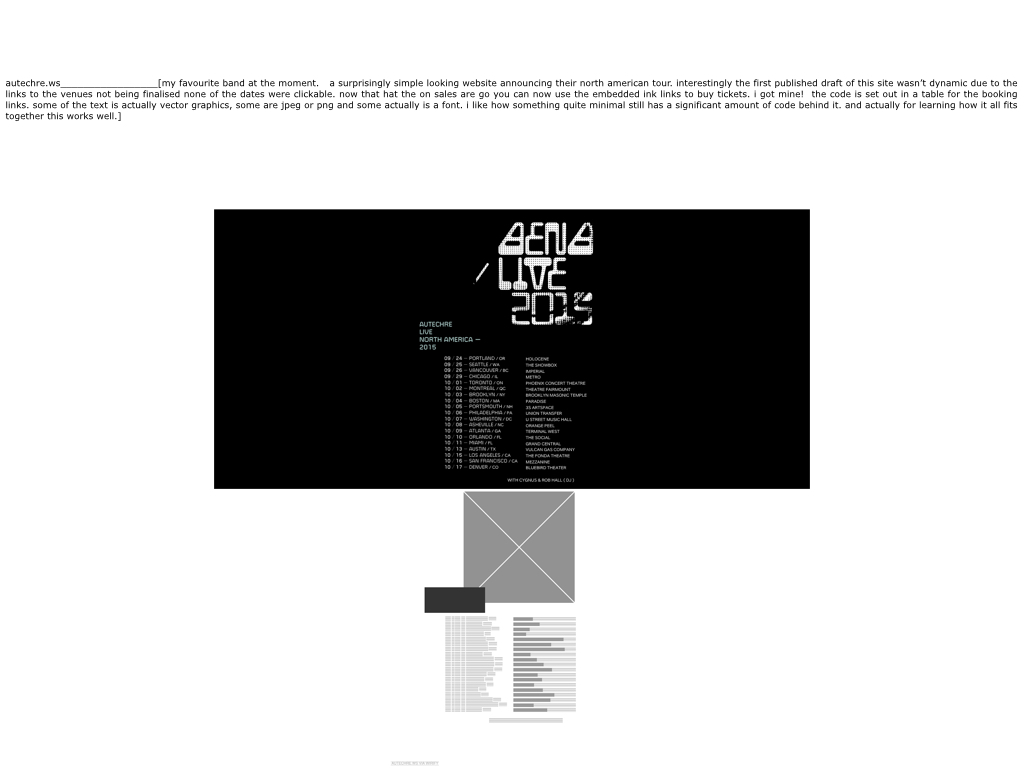 autechre.ws____________________[my favourite band at the moment.   a surprisingly simple looking website announcing their north american tour. interestingly the first published draft of this site wasn't dynamic due to the
links to the venues not being finalised none of the dates were clickable. now that hat the on sales are go you can now use the embedded ink links to buy tickets. i got mine!  the code is set out in a table for the booking
links. some of the text is actually vector graphics, some are jpeg or png and some actually is a font. i like how something quite minimal still has a significant amount of code behind it. and actually for learning how it all fits
together this works well.]
LIVE
2015
AUTECHRE
LIVE
NORTH AMERICA —
2015
09 / 24 — PORTLAND / OR HOLOCENE
09 / 25 — SEATTLE / WA THE SHOWBOX
09 / 26 — VANCOUVER / BC IMPERIAL
09 / 29 — CHICAGO / IL METRO
10 / 01 — TORONTO / ON PHOENIX CONCERT THEATRE
10 / 02 — MONTREAL / QC THEATRE FAIRMOUNT
10 / 03 — BROOKLYN / NY BROOKLYN MASONIC TEMPLE
10 / 04 — BOSTON / MA PARADISE
10 / 05 — PORTSMOUTH / NH 3S ARTSPACE
10 / 06 — PHILADELPHIA / PA UNION TRANSFER
10 / 07 — WASHINGTON / DC U STREET MUSIC HALL
10 / 08 — ASHEVILLE / NC ORANGE PEEL
10 / 09 — ATLANTA / GA TERMINAL WEST
10 / 10 — ORLANDO / FL THE SOCIAL
10 / 11 — MIAMI / FL GRAND CENTRAL
10 / 13 — AUSTIN / TX VULCAN GAS COMPANY
10 / 15 — LOS ANGELES / CA THE FONDA THEATRE
10 / 16 — SAN FRANCISCO / CA MEZZANINE
10 / 17 — DENVER / CO BLUEBIRD THEATER
WITH CYGNUS & ROB HALL ( DJ )